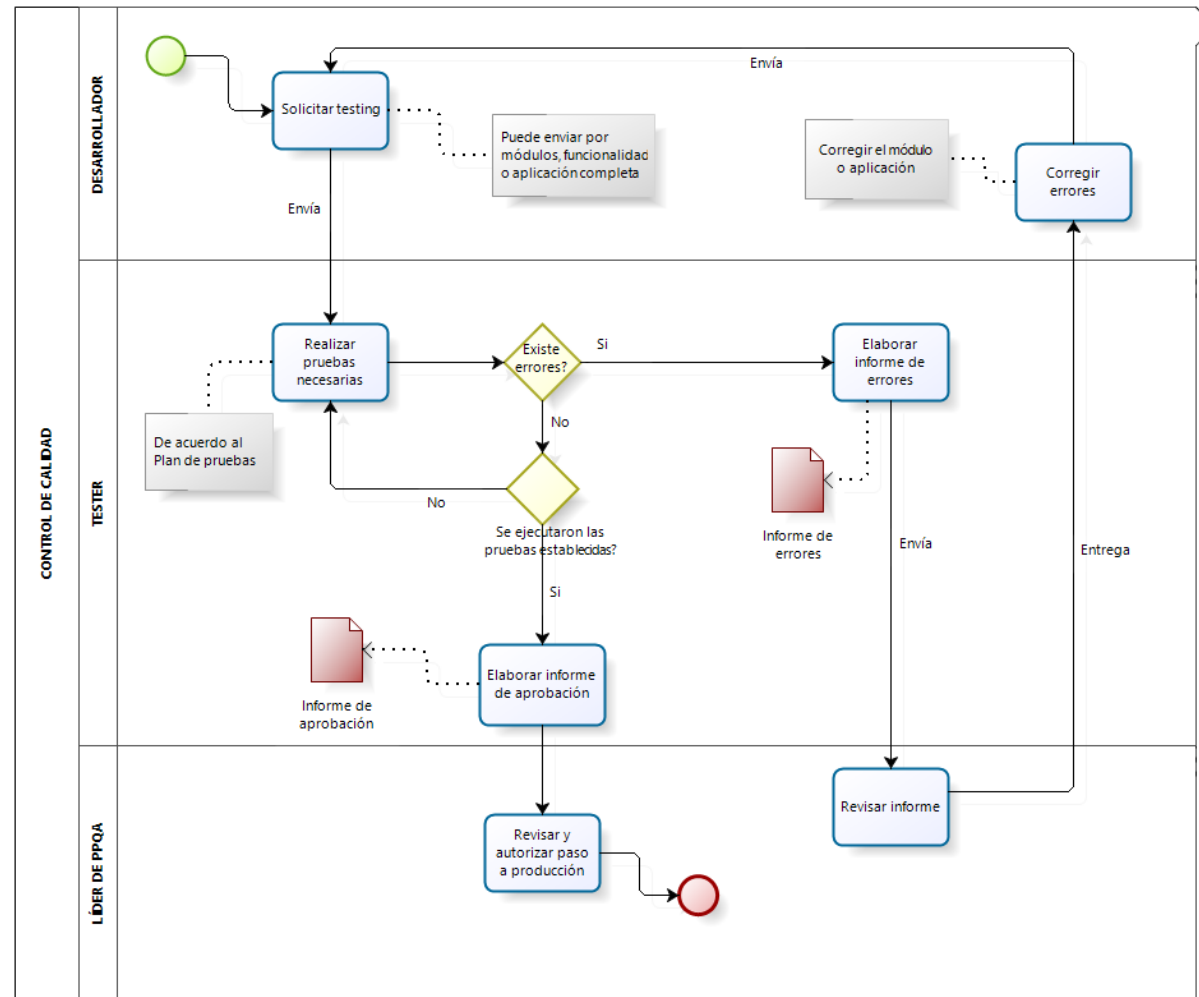 CONTROL DE CALIDAD
DESARROLLADOR
Envía
Solicitar testing
Puede enviar por
módulos, funcionalidad
o aplicación completa
Corregir el módulo
o aplicación
Corregir
errores
Envía
TESTER
Realizar
pruebas
necesarias
Existe
errores?
Si
Elaborar
informe de
errores
No
De acuerdo al
Plan de pruebas
No
Se ejecutaron las
pruebas establecidas?
Informe de
errores
Envía
Entrega
Si
Elaborar informe
de aprobación
Informe de
aprobación
LÍDER DE PPQA
Revisar informe
Revisar y
autorizar paso
a producción